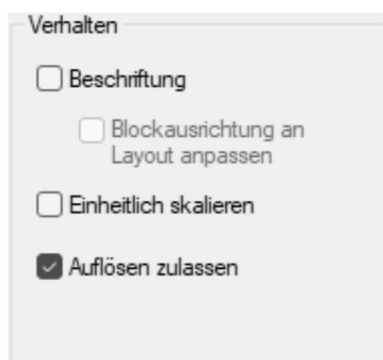 Verhalten
Beschriftung
Blockausrichtung an
Layout anpassen
Einheitlich skalieren
Auflösen zulassen